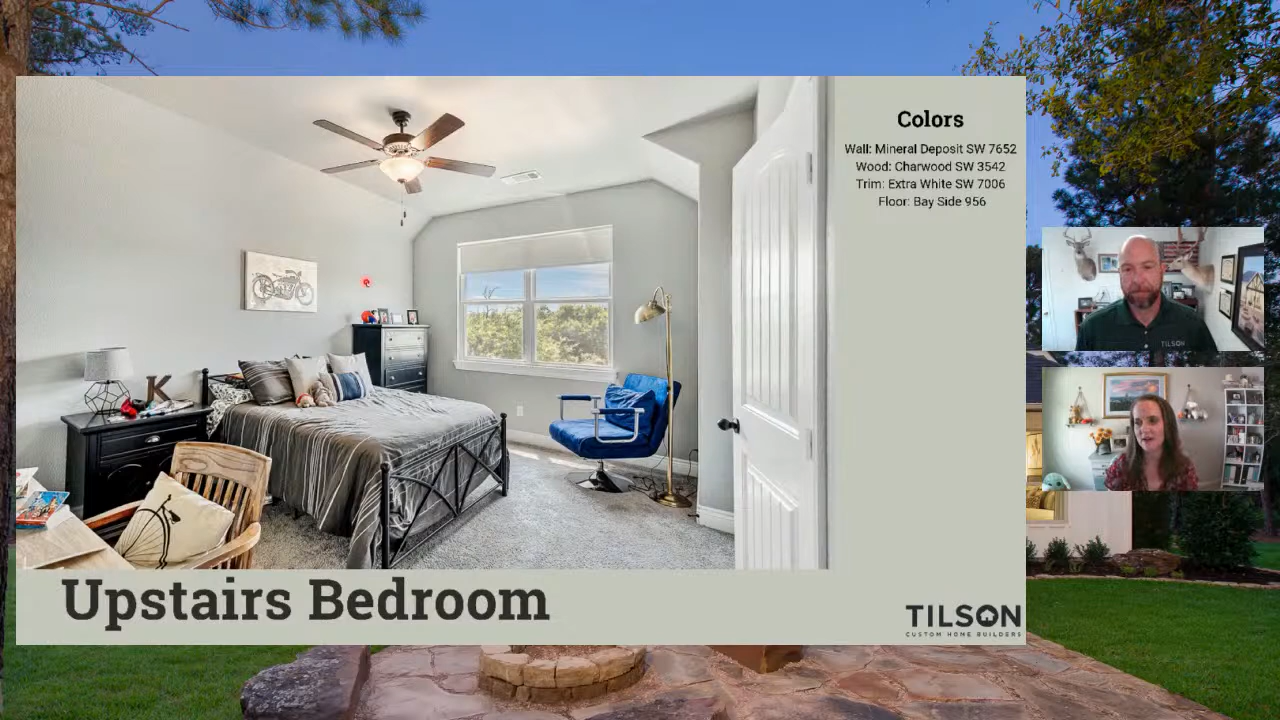 Colors
Wall: Mineral Deposit SW 7652
Wood: Charwood SW 3542
Trim: Extra White SW 7006
Floor: Bay Side 956
K
Upstairs Bedroom
TILSON
CUSTOM HOME BUILDERS
TILSON